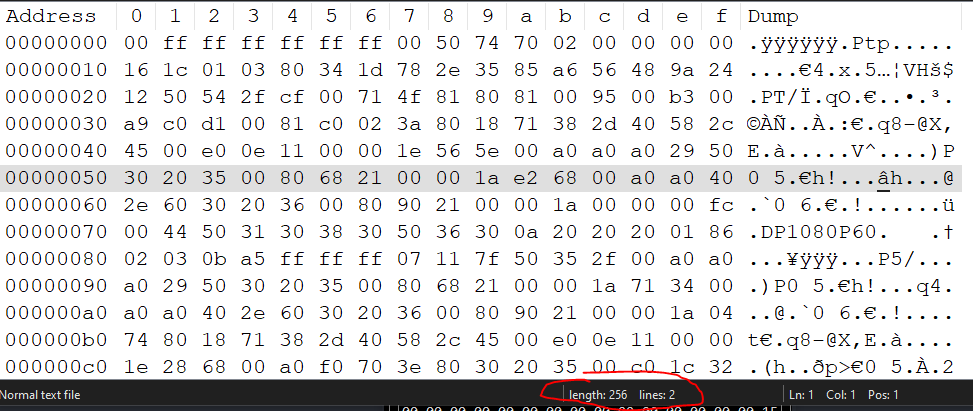 Address 0 1 2 3 4 5 6 7 8 9 a b c d e f Dump
00000000 00 ff ff ff ff ff ff 00 50 74 70 02 00 00 00 00 .ÿÿÿÿÿÿ.Ptp.....
00000010 16 1c 01 03 80 34 1d 78 2e 35 85 a6 56 48 9a 24 ....€4.x.5…¦VHš$
00000020 12 50 54 2f cf 00 71 4f 81 80 81 00 95 00 b3 00 .PT/Ï.qO.€..•.³.
00000030 a9 c0 d1 00 81 c0 02 3a 80 18 71 38 2d 40 58 2c ©ÀÑ..À.:€.q8-@X,
00000040 45 00 e0 0e 11 00 00 1e 56 5e 00 a0 a0 a0 29 50 E.à.....V^....)P
00000050 30 20 35 00 80 68 21 00 00 1a e2 68 00 a0 a0 40 0 5.€h!...âh...@
00000060 2e 60 30 20 36 00 80 90 21 00 00 1a 00 00 00 fc .`0 6.€.!......ü
00000070 00 44 50 31 30 38 30 50 36 30 0a 20 20 20 01 86 .DP1080P60.   .†
00000080 02 03 0b a5 ff ff ff 07 11 7f 50 35 2f 00 a0 a0 ...¥ÿÿÿ...P5/...
00000090 a0 29 50 30 20 35 00 80 68 21 00 00 1a 71 34 00 .)P0 5.€h!...q4.
000000a0 a0 a0 40 2e 60 30 20 36 00 80 90 21 00 00 1a 04 ..@.`0 6.€.!....
000000b0 74 80 18 71 38 2d 40 58 2c 45 00 e0 0e 11 00 00 t€.q8-@X,E.à....
000000c0 1e 28 68 00 a0 f0 70 3e 80 30 20 35 00 c0 1c 32 .(h..ðp>€0 5.À.2
Normal text file length: 256 lines: 2 Ln: 1 Col: 1 Pos: 1